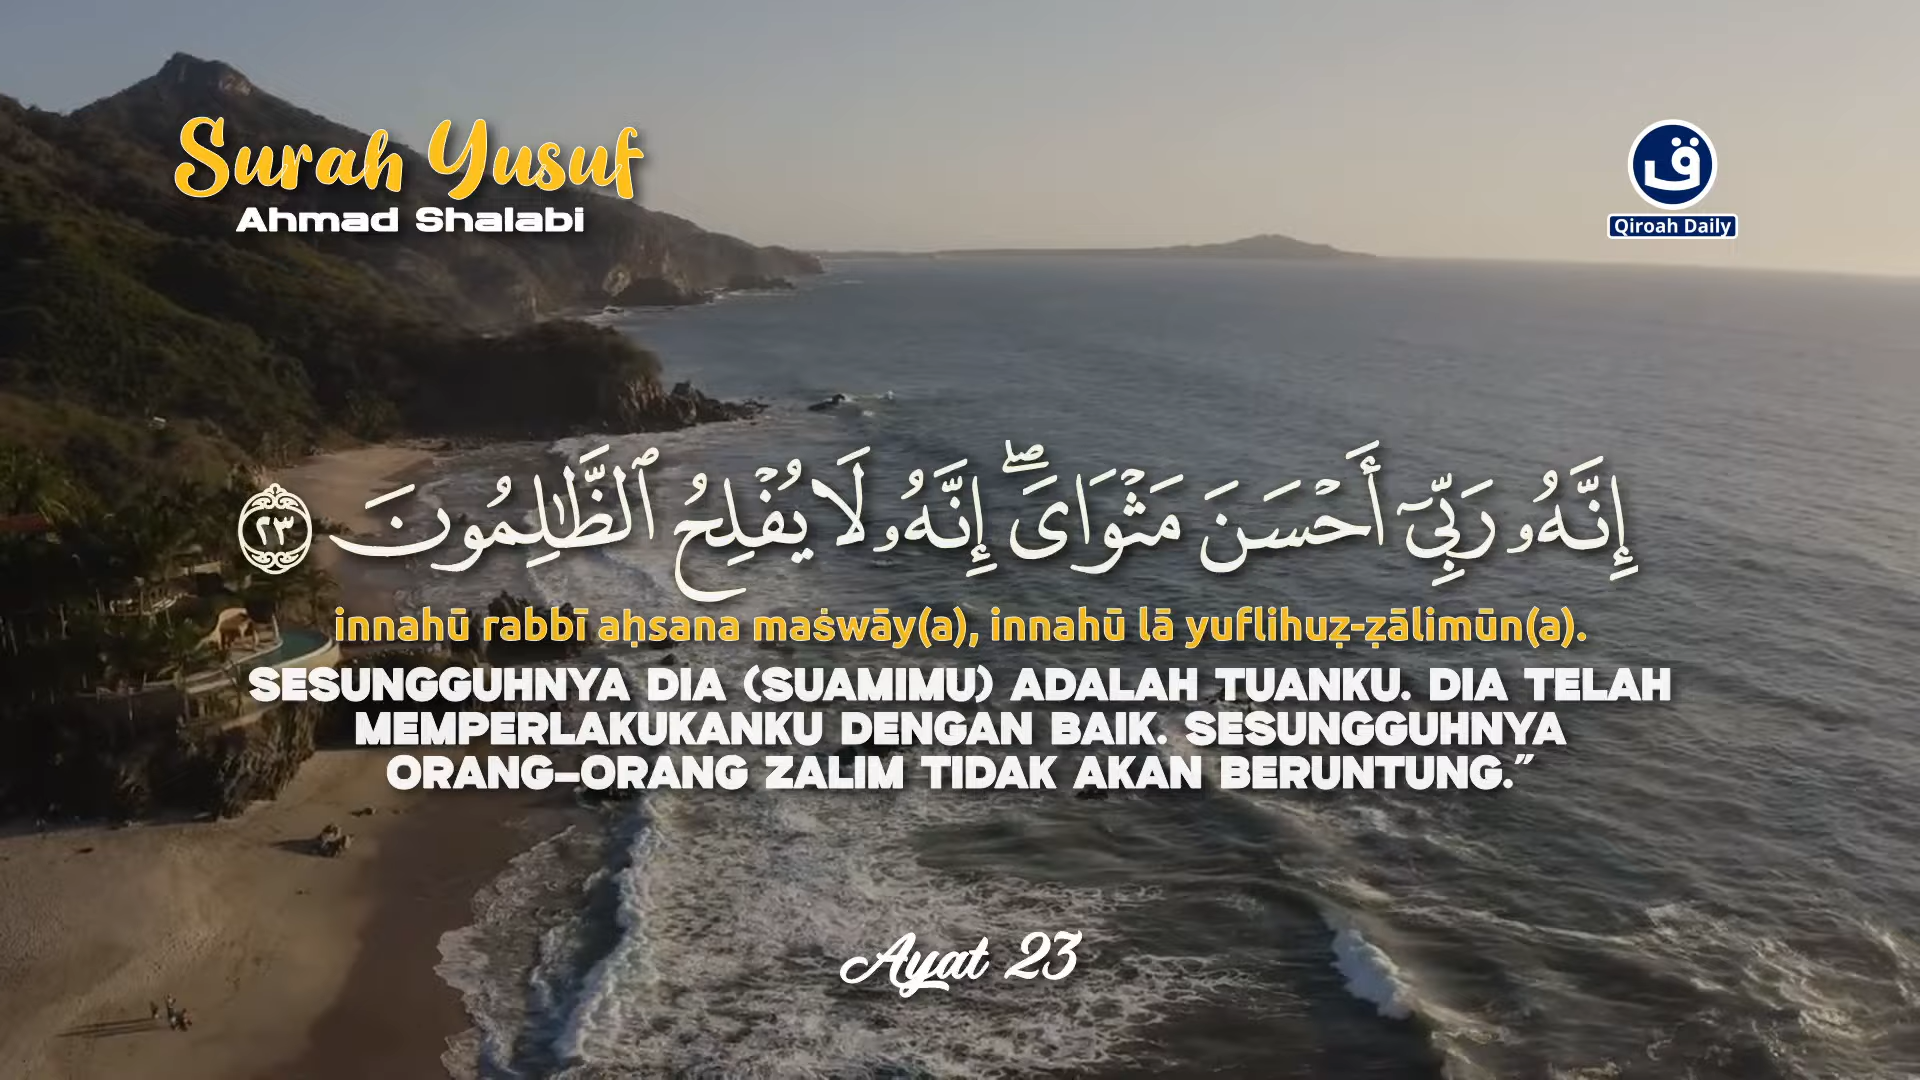 Surah Yusuf
Ahmad Shalabi
ق
Qiroah Daily
إِنَّهُۥ رَبِّىٓ أَحْسَنَ مَثْوَاىَ ۖ إِنَّهُۥ لَا يُفْلِحُ ٱلظَّٰلِمُونَ ٢٣
innahū rabbī aḥsana maṡwāy(a), innahū lā yufliḥuẓ-ẓālimūn(a).
SESUNGGUHNYA DIA (SUAMIMU) ADALAH TUANKU. DIA TELAH
MEMPERLAKUKANKU DENGAN BAIK. SESUNGGUHNYA
ORANG-ORANG ZALIM TIDAK AKAN BERUNTUNG.”
Ayat 23